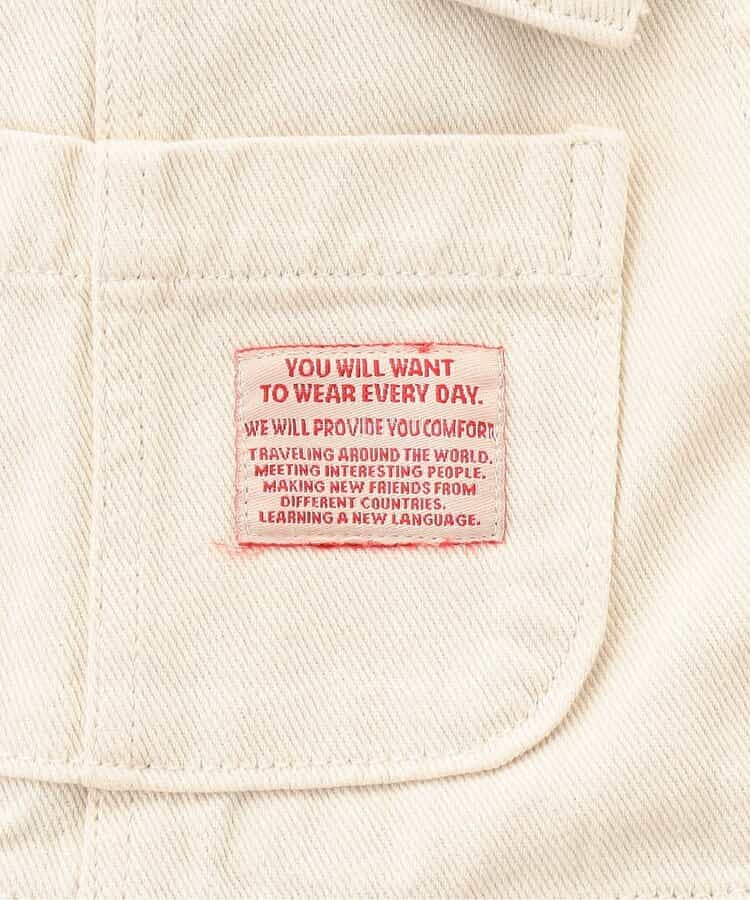 YOU WILL WANT
TO WEAR EVERY DAY.
WE WILL PROVIDE YOU COMFORT.
TRAVELING AROUND THE WORLD.
MEETING INTERESTING PEOPLE.
MAKING NEW FRIENDS FROM
DIFFERENT COUNTRIES.
LEARNING A NEW LANGUAGE.